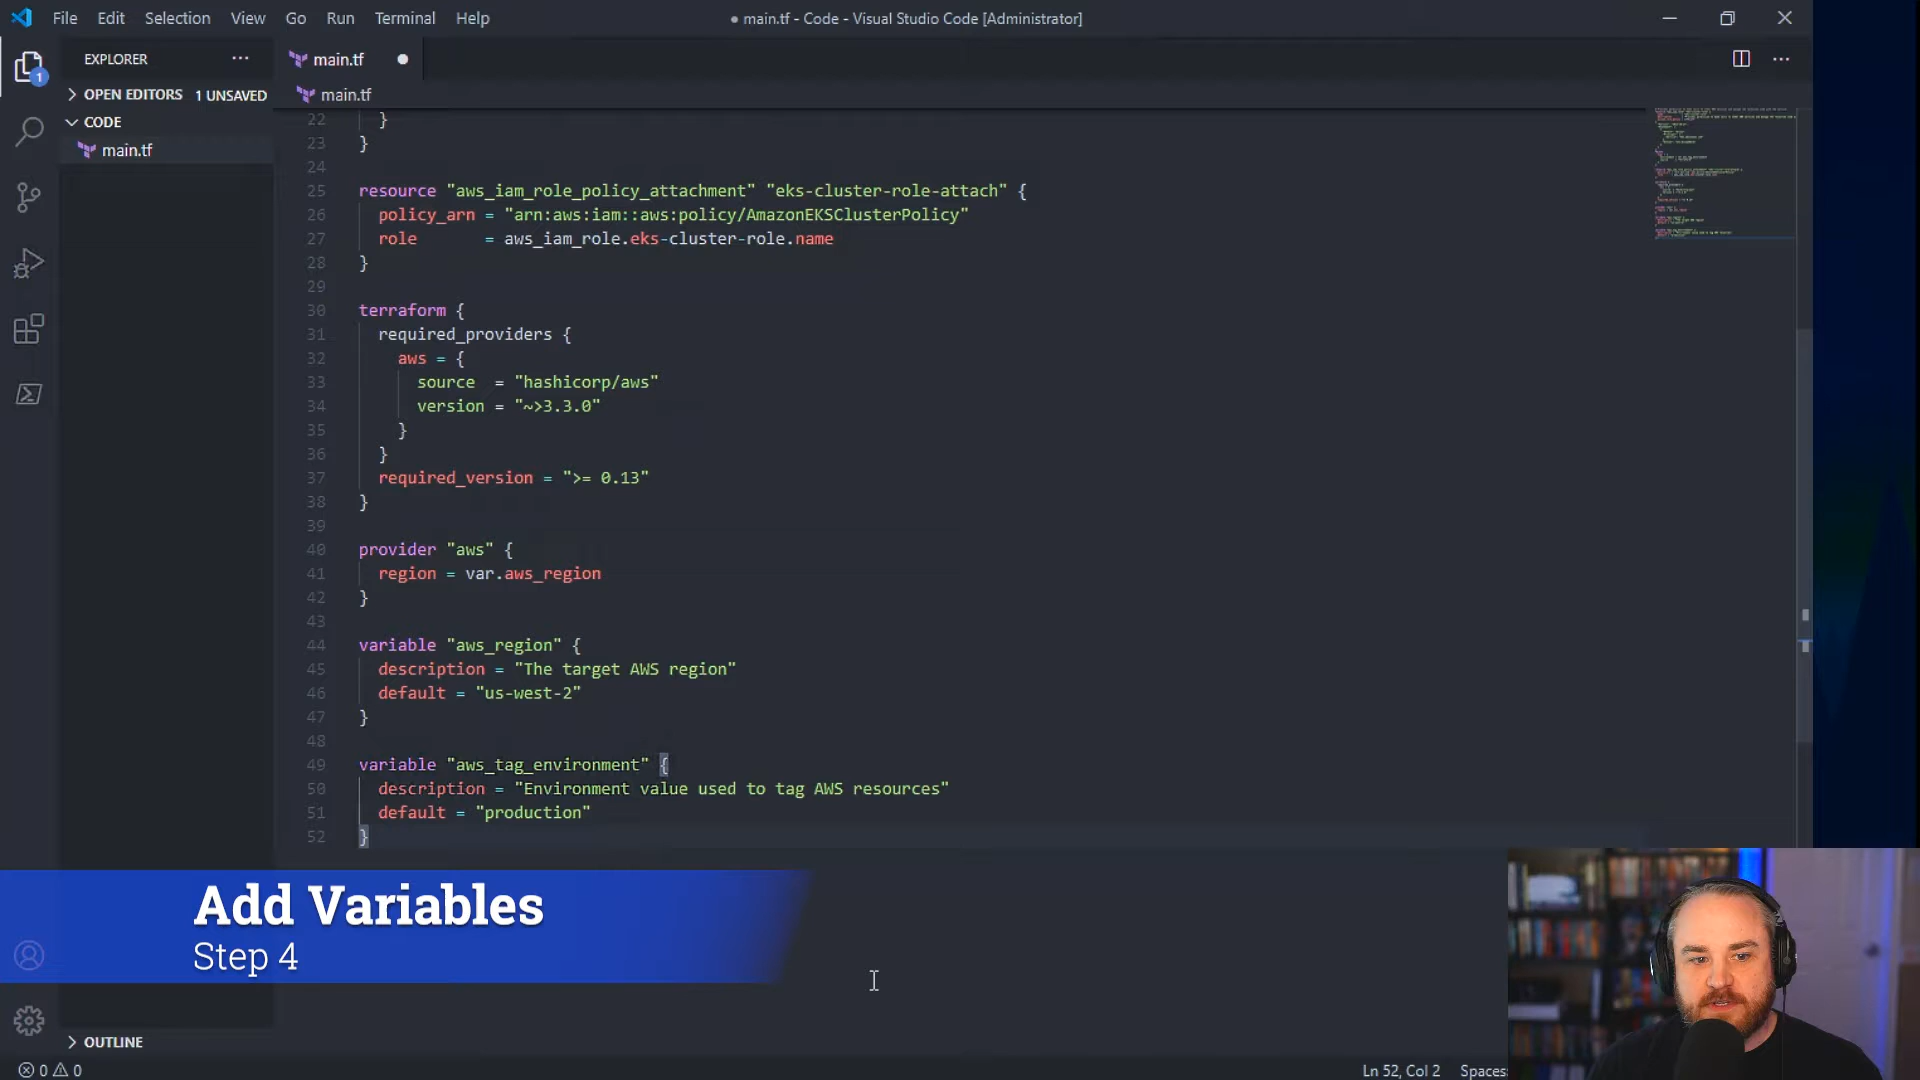 File Edit Selection View Go Run Terminal Help
● main.tf - Code - Visual Studio Code [Administrator]
EXPLORER
main.tf
1
OPEN EDITORS 1 UNSAVED
main.tf
CODE
main.tf
22 }
23 }
24
25 resource "aws_iam_role_policy_attachment" "eks-cluster-role-attach" {
26 policy_arn = "arn:aws:iam::aws:policy/AmazonEKSClusterPolicy"
27 role = aws_iam_role.eks-cluster-role.name
28 }
29
30 terraform {
31 required_providers {
32 aws = {
33 source = "hashicorp/aws"
34 version = "~>3.3.0"
35 }
36 }
37 required_version = ">= 0.13"
38 }
39
40 provider "aws" {
41 region = var.aws_region
42 }
43
44 variable "aws_region" {
45 description = "The target AWS region"
46 default = "us-west-2"
47 }
48
49 variable "aws_tag_environment" {
50 description = "Environment value used to tag AWS resources"
51 default = "production"
52 }
Add Variables
Step 4
OUTLINE
0 0
Ln 52, Col 2 Spaces